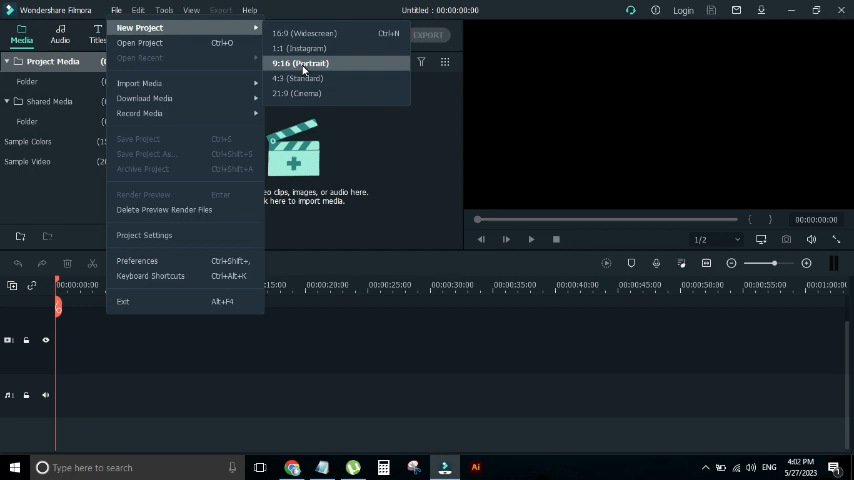 Wondershare Filmora File Edit Tools View Export Help Untitled : 00:00:00:00 Login
Media Audio Titles EXPORT
New Project
Open Project Ctrl+O
Open Recent
Import Media
Download Media
Record Media
Save Project Ctrl+S
Save Project As... Ctrl+Shift+S
Archive Project Ctrl+Shift+A
Render Preview Enter
Delete Preview Render Files
Project Settings
Preferences Ctrl+Shift+,
Keyboard Shortcuts Ctrl+Alt+K
Exit Alt+F4
16:9 (Widescreen) Ctrl+N
1:1 (Instagram)
9:16 (Portrait)
4:3 (Standard)
21:9 (Cinema)
Project Media
Folder
Shared Media
Folder
Sample Colors (15
Sample Video (20
eo clips, images, or audio here.
k here to import media.
{ } 00:00:00:00
1/2
00:00:00:00 :15:00 00:00:20:00 00:00:25:00 00:00:30:00 00:00:35:00 00:00:40:00 00:00:45:00 00:00:50:00 00:00:55:00 00:01:00:00
1
1
Type here to search Ai ENG 4:02 PM
5/27/2023